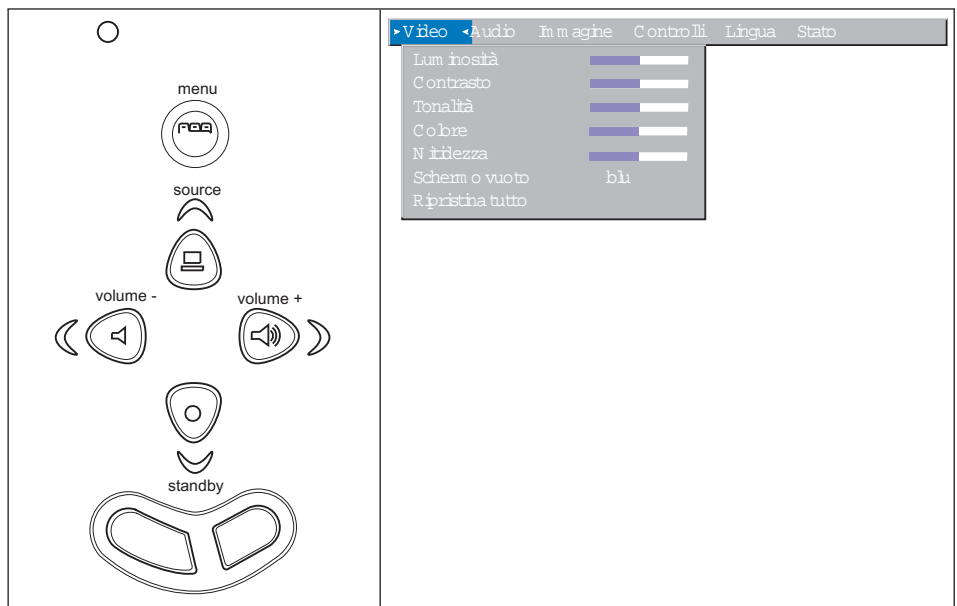 menu
source
volume -
volume +
standby
Video Audio Immagine Controlli Lingua Stato
Luminosità
Contrasto
Tonalità
Colore
Nitidezza
Schermo vuoto blu
Ripristina tutto